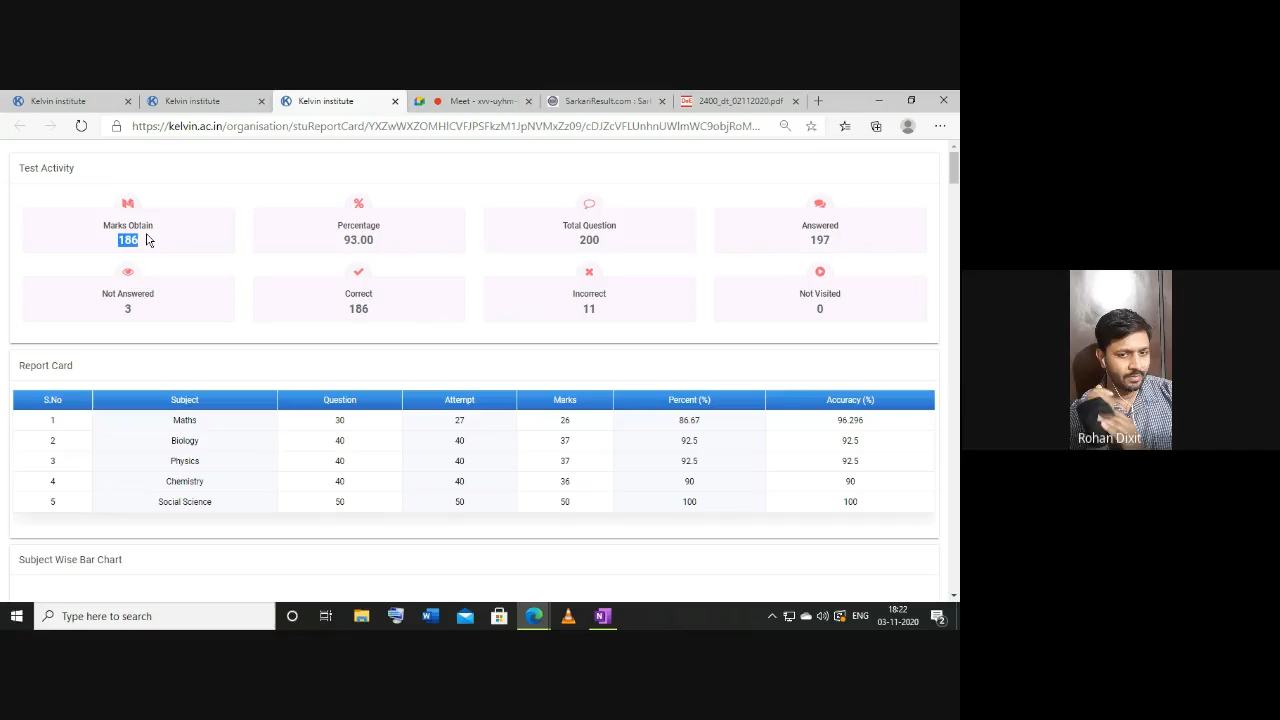 Kelvin institute
Kelvin institute
Kelvin institute
Meet - xvv-uyhm-
SarkariResult.com : Sarl
2400_dt_02112020.pdf
https://kelvin.ac.in/organisation/stuReportCard/YXZwWXZOMHlCVFJPSFkzM1JpNVMxZz09/cDJZcVFLUnhnUWlmWC9objRoM...
Test Activity
Marks Obtain
186
Percentage
93.00
Total Question
200
Answered
197
Not Answered
3
Correct
186
Incorrect
11
Not Visited
0
Report Card
S.No Subject Question Attempt Marks Percent (%) Accuracy (%)
1 Maths 30 27 26 86.67 96.296
2 Biology 40 40 37 92.5 92.5
3 Physics 40 40 37 92.5 92.5
4 Chemistry 40 40 36 90 90
5 Social Science 50 50 50 100 100
Subject Wise Bar Chart
Rohan Dixit
Type here to search
ENG
18:22
03-11-2020
2